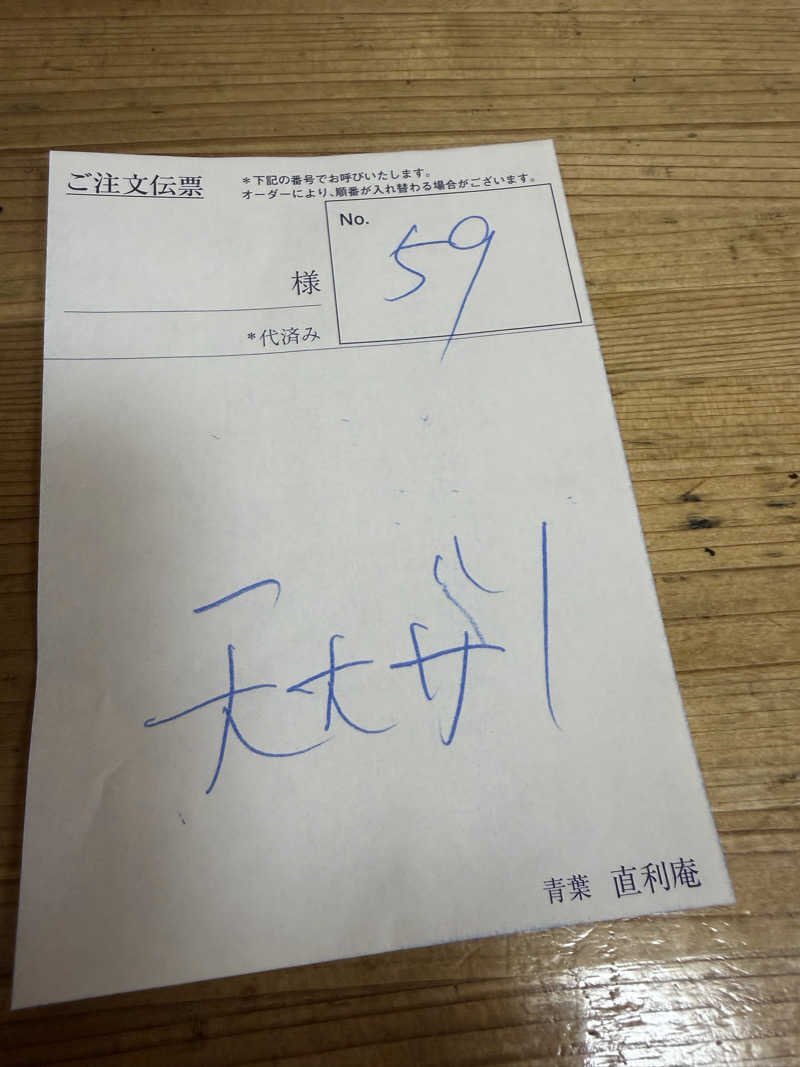 ご注文伝票
*下記の番号でお呼びいたします。
オーダーにより、順番が入れ替わる場合がございます。
No. 59
様
*代済み
天大ザ1
青葉 直利庵